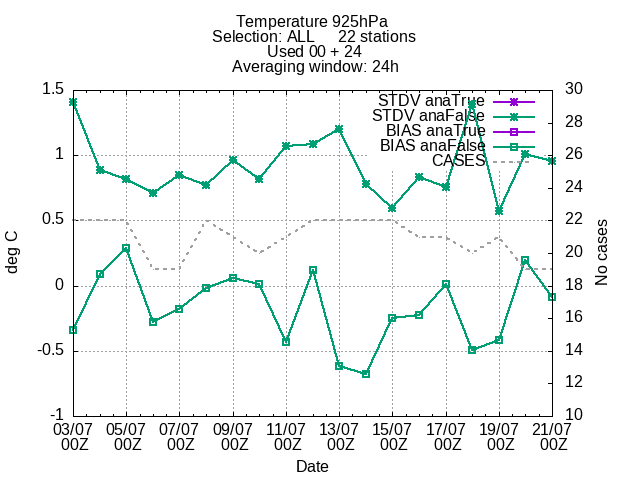 Temperature 925hPa
Selection: ALL 22 stations
Used 00 + 24
Averaging window: 24h
STDV anaTrue
STDV anaFalse
BIAS anaTrue
BIAS anaFalse
CASES
1.5
1
0.5
0
-0.5
-1
deg C
30
28
26
24
22
20
18
16
14
12
10
No cases
03/07 05/07 07/07 09/07 11/07 13/07 15/07 17/07 19/07 21/07
00Z 00Z 00Z 00Z 00Z 00Z 00Z 00Z 00Z 00Z
Date